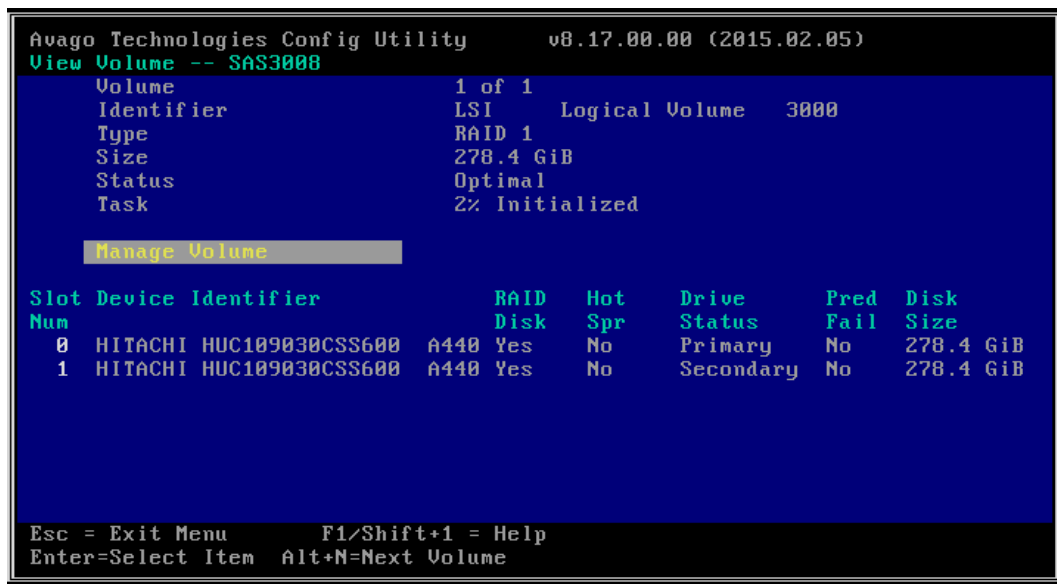 Avago Technologies Config Utility v8.17.00.00 (2015.02.05)
View Volume -- SAS3008
Volume 1 of 1
Identifier LSI Logical Volume 3000
Type RAID 1
Size 278.4 GiB
Status Optimal
Task 2% Initialized
Manage Volume
Slot Device Identifier RAID Hot Drive Pred Disk
Num Disk Spr Status Fail Size
0 HITACHI HUC109030CSS600 A440 Yes No Primary No 278.4 GiB
1 HITACHI HUC109030CSS600 A440 Yes No Secondary No 278.4 GiB
Esc = Exit Menu F1/Shift+1 = Help
Enter=Select Item Alt+N=Next Volume